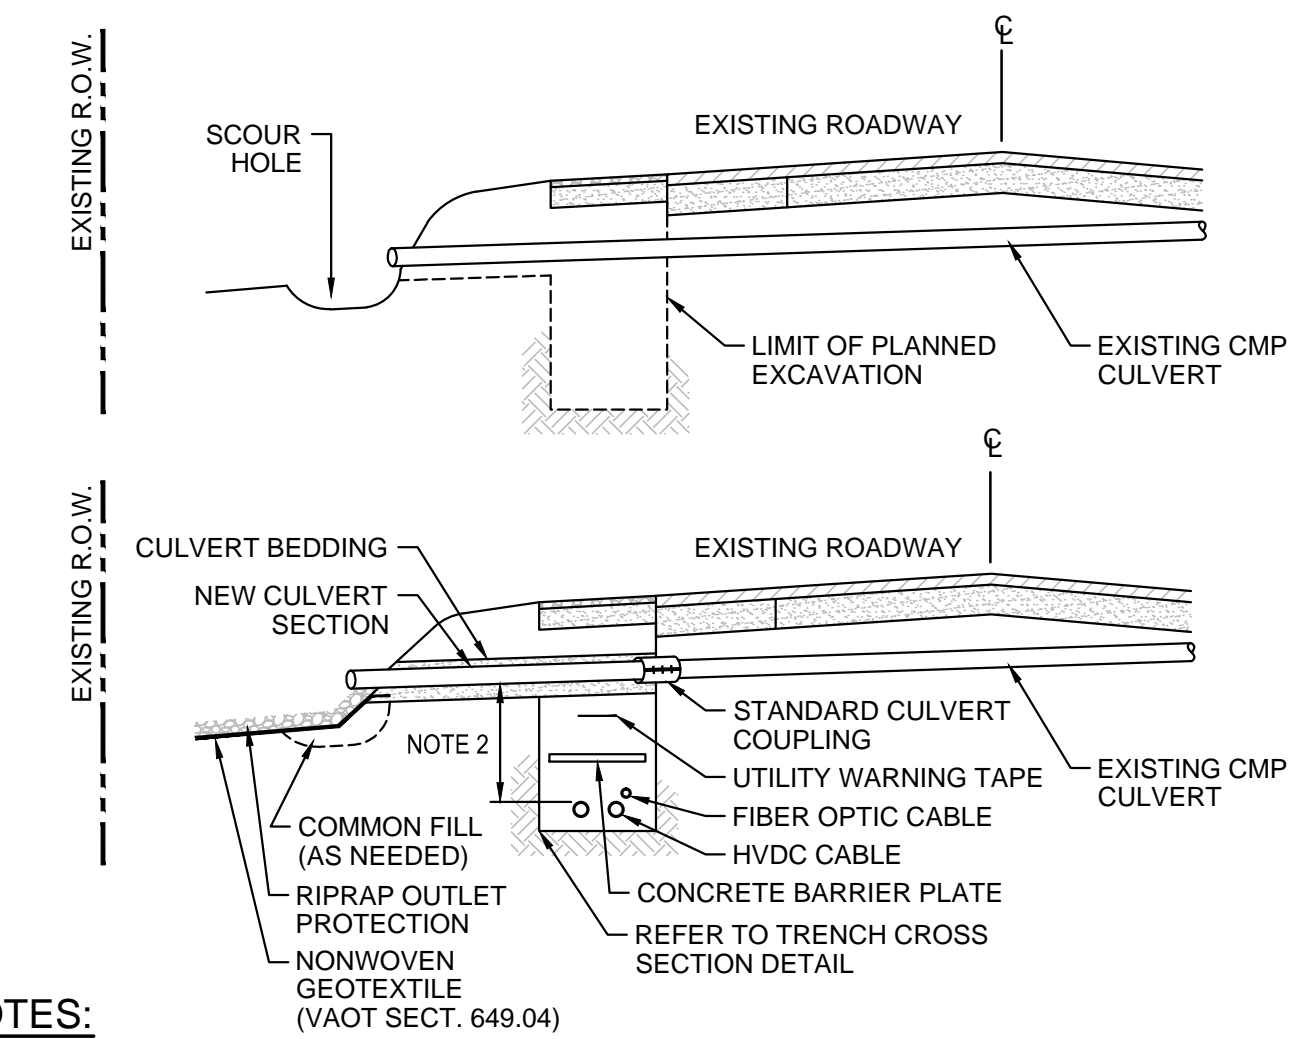 EXISTING R.O.W.
℄
EXISTING ROADWAY
SCOUR
HOLE
LIMIT OF PLANNED
EXCAVATION
EXISTING CMP
CULVERT
EXISTING R.O.W.
℄
CULVERT BEDDING
EXISTING ROADWAY
NEW CULVERT
SECTION
NOTE 2
STANDARD CULVERT
COUPLING
UTILITY WARNING TAPE
EXISTING CMP
CULVERT
FIBER OPTIC CABLE
COMMON FILL
(AS NEEDED)
HVDC CABLE
RIPRAP OUTLET
PROTECTION
CONCRETE BARRIER PLATE
REFER TO TRENCH CROSS
SECTION DETAIL
NONWOVEN
GEOTEXTILE
(VAOT SECT. 649.04)
OTES: